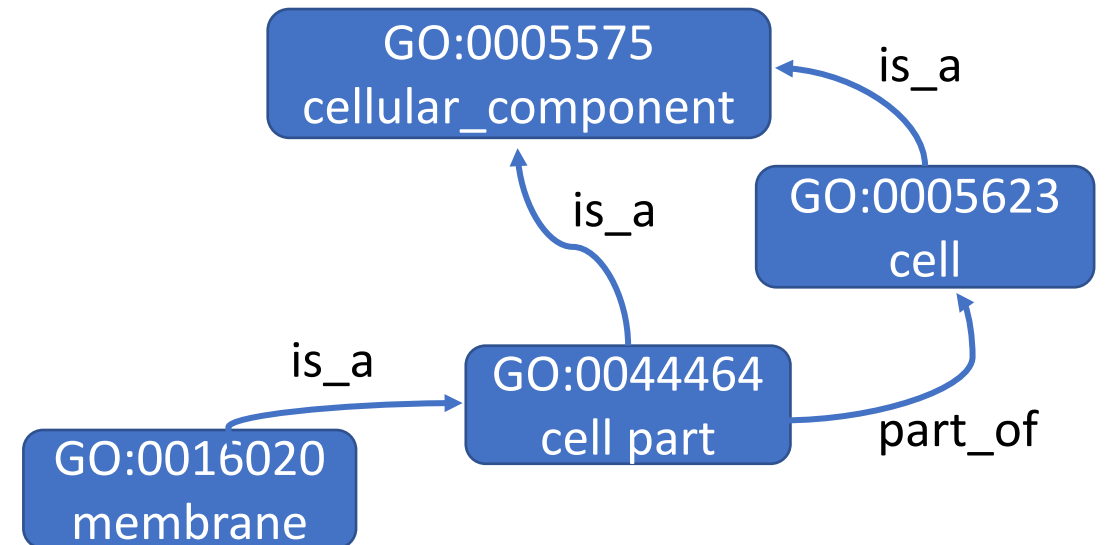 GO:0005575
cellular_component
is_a
GO:0005623
cell
is_a
GO:0044464
cell part
part_of
is_a
GO:0016020
membrane